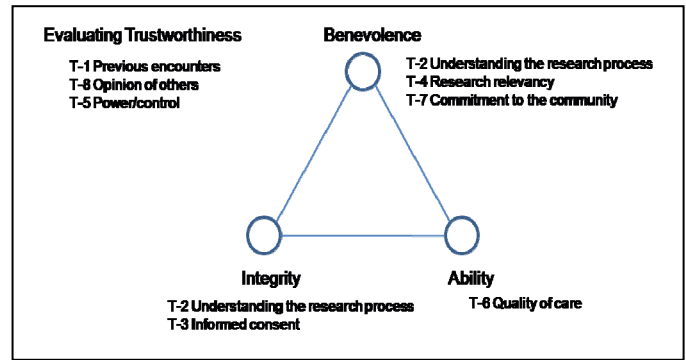 Evaluating Trustworthiness
T-1 Previous encounters
T-8 Opinion of others
T-5 Power/control
Benevolence
T-2 Understanding the research process
T-4 Research relevancy
T-7 Commitment to the community
Integrity
T-2 Understanding the research process
T-3 Informed consent
Ability
T-6 Quality of care